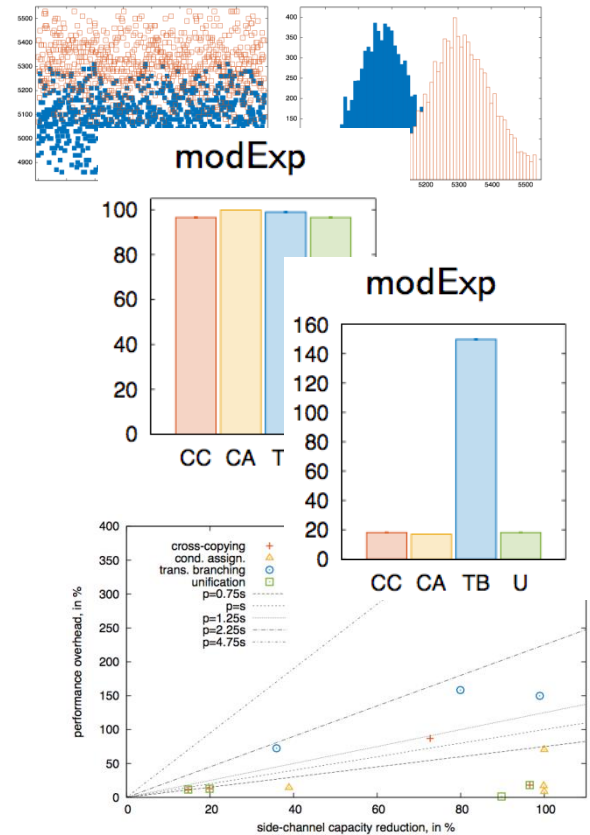 5500
5400
5300
5200
5100
5000
4900
400
350
300
250
200
150
5200 5300 5400 5500
modExp
100
80
60
40
20
0
CC CA T
modExp
160
140
120
100
80
60
40
20
0
CC CA TB U
400
350
300
250
200
150
100
50
0
performance overhead, in %
cross-copying
cond. assign.
trans. branching
unification
p=0.75s
p=s
p=1.25s
p=2.25s
p=4.75s
0 20 40 60 80 100
side-channel capacity reduction, in %